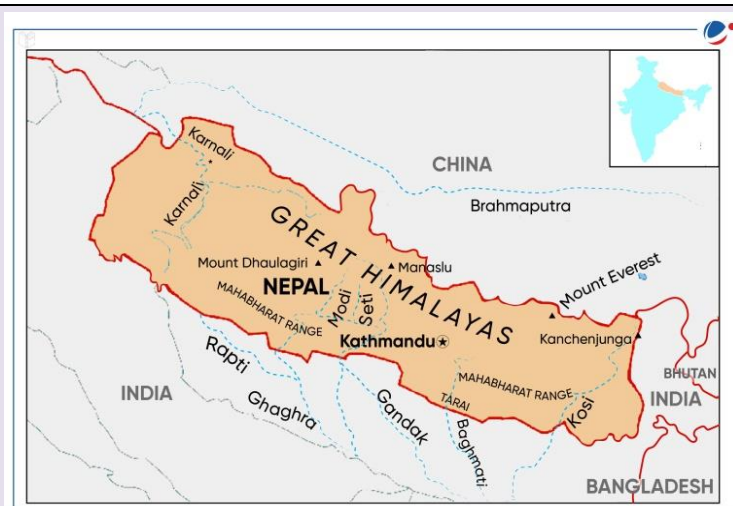 CHINA
Brahmaputra
Karnali
Karnali
GREAT HIMALAYAS
Mount Everest
Mount Dhaulagiri
Manaslu
NEPAL
Modi
Seti
MAHABHARAT RANGE
Kathmandu
Kanchenjunga
Rapti
BHUTAN
MAHABHARAT RANGE
INDIA
Ghaghra
Gandak
TARAI
Baghmati
Kosi
INDIA
BANGLADESH